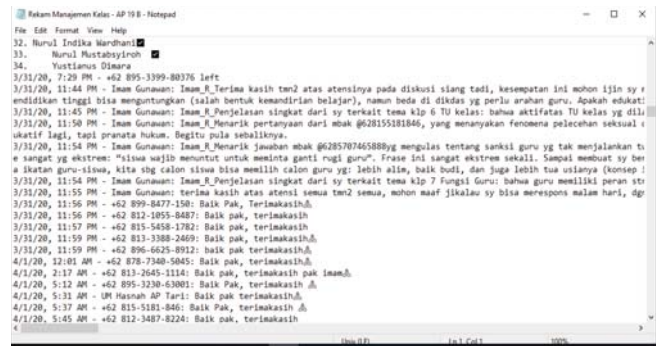 Rekam Manajemen Kelas - AP 19 B - Notepad
File Edit Format View Help
32. Nurul Indika Wardhani
33. Nurul Mustabsyiroh
34. Yustianus Dimara
3/31/20, 7:29 PM - +62 895-3399-80376 left
3/31/20, 11:44 PM - Imam Gunawan: Imam_R_Terima kasih tmn2 atas atensinya pada diskusi siang tadi, kesempatan ini mohon ijin sy
endidikan tinggi bisa menguntungkan (salah bentuk kemandirian belajar), namun beda di dikdas yg perlu arahan guru. Apakah edukat
3/31/20, 11:45 PM - Imam Gunawan: Imam_R_Penjelasan singkat dari sy terkait tema klp 6 TU kelas: bahwa aktifatas TU kelas yg
3/31/20, 11:50 PM - Imam Gunawan: Imam_R_Menarik pertanyaan dari mbak @628155181846, yang menanyakan fenomena pelecehan seksual
ukatif lagi, tapi pranata hukum. Begitu pula sebaliknya.
3/31/20, 11:54 PM - Imam Gunawan: Imam_R_Menarik jawaban mbak @6285707465888yg mengulas tentang sanksi guru yg tak menjalankan
e sangat yg ekstrem: "siswa wajib menuntut untuk meminta ganti rugi guru". Frase ini sangat ekstrem sekali. Sampai membuat sy
a ikatan guru-siswa, kita sbg calon siswa bisa memilih calon guru yg: lebih alim, baik budi, dan juga lebih tua usianya (konsep
3/31/20, 11:54 PM - Imam Gunawan: Imam_R_Penjelasan singkat dari sy terkait tema klp 7 Fungsi Guru: bahwa guru memiliki peran
3/31/20, 11:55 PM - Imam Gunawan: terima kasih atas atensi semua tmn2 semua, mohon maaf jikalau sy bisa merespons malam hari,
3/31/20, 11:56 PM - +62 899-8477-150: Baik Pak, Terimakasih
3/31/20, 11:56 PM - +62 812-1055-8487: Baik pak, terimakasih
3/31/20, 11:57 PM - +62 815-5458-1782: Baik pak, terimakasih
3/31/20, 11:59 PM - +62 813-3388-2469: Baik pak, terimakasih
3/31/20, 11:59 PM - +62 896-6625-8912: baik pak terimakasih
4/1/20, 12:01 AM - +62 878-7340-5045: Baik pak, terimakasih
4/1/20, 2:17 AM - +62 813-2645-1114: Baik pak, terimakasih pak imam
4/1/20, 5:12 AM - +62 895-3230-63001: Baik pak, terimakasih
4/1/20, 5:31 AM - UM Hasnah AP Tari: Baik pak terimakasih
4/1/20, 5:37 AM - +62 815-5181-846: Baik Pak, terimakasih
4/1/20, 5:45 AM - +62 812-3487-8224: Baik pak, terimakasih
Unix (LF) Ln 1, Col 1 100%